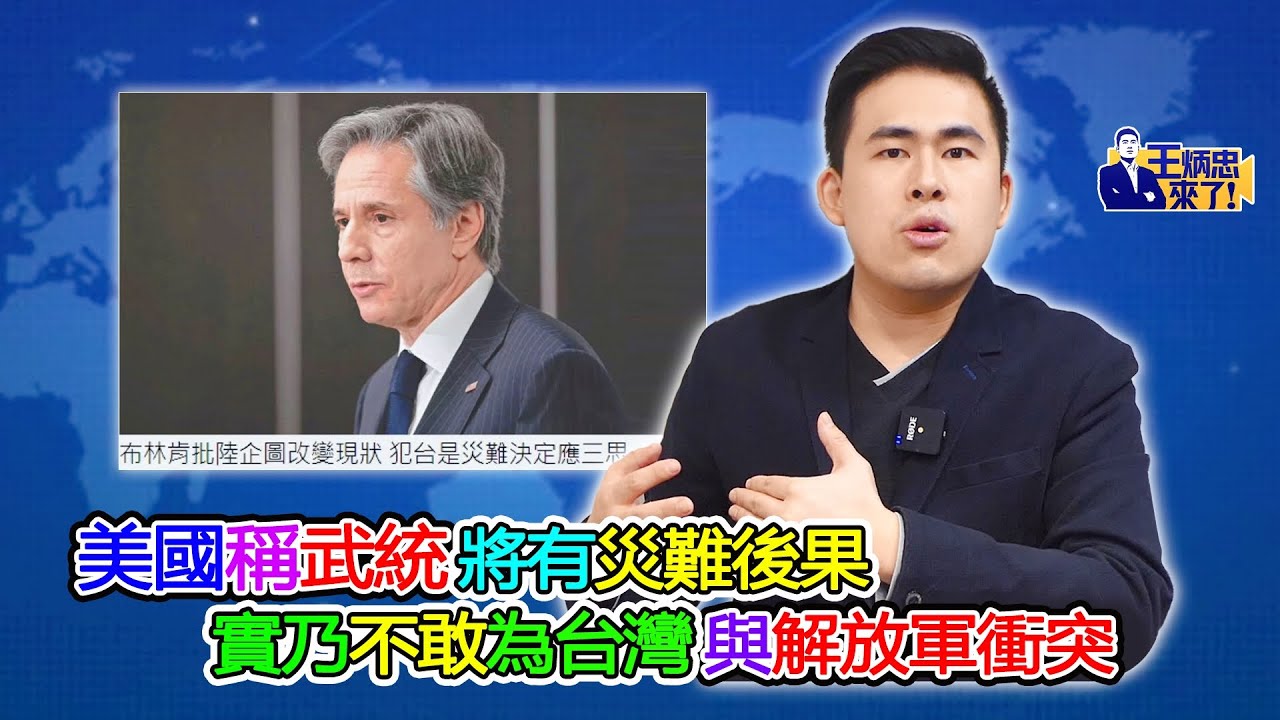 王炳忠
來了!
布林肯批陸企圖改變現狀 犯台是災難決定應三思
RØDE
美國稱武統 將有災難後果
實乃不敢為台灣 與解放軍衝突